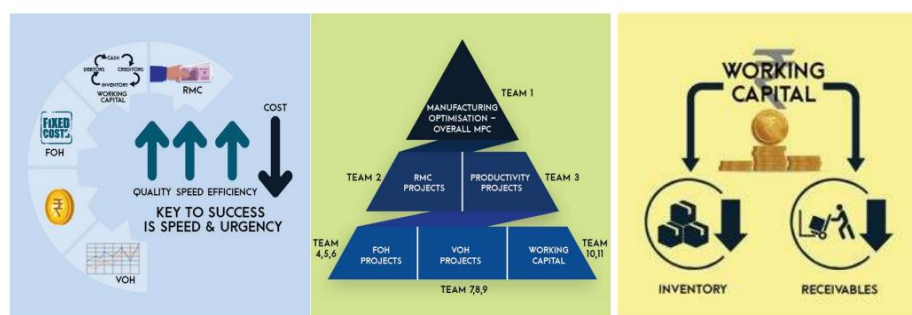 CASH
DEBTORS
CREDITORS
INVENTORY
WORKING
CAPITAL
RMC
FIXED
COSTS
FOH
VOH
COST
QUALITY SPEED EFFICIENCY
KEY TO SUCCESS
IS SPEED & URGENCY
TEAM 1
MANUFACTURING
OPTIMISATION –
OVERALL MPC
TEAM 2
RMC
PROJECTS
PRODUCTIVITY
PROJECTS
TEAM 3
TEAM
4,5,6
FOH
PROJECTS
VOH
PROJECTS
WORKING
CAPITAL
TEAM
10,11
TEAM 7,8,9
₹
WORKING
CAPITAL
INVENTORY
RECEIVABLES